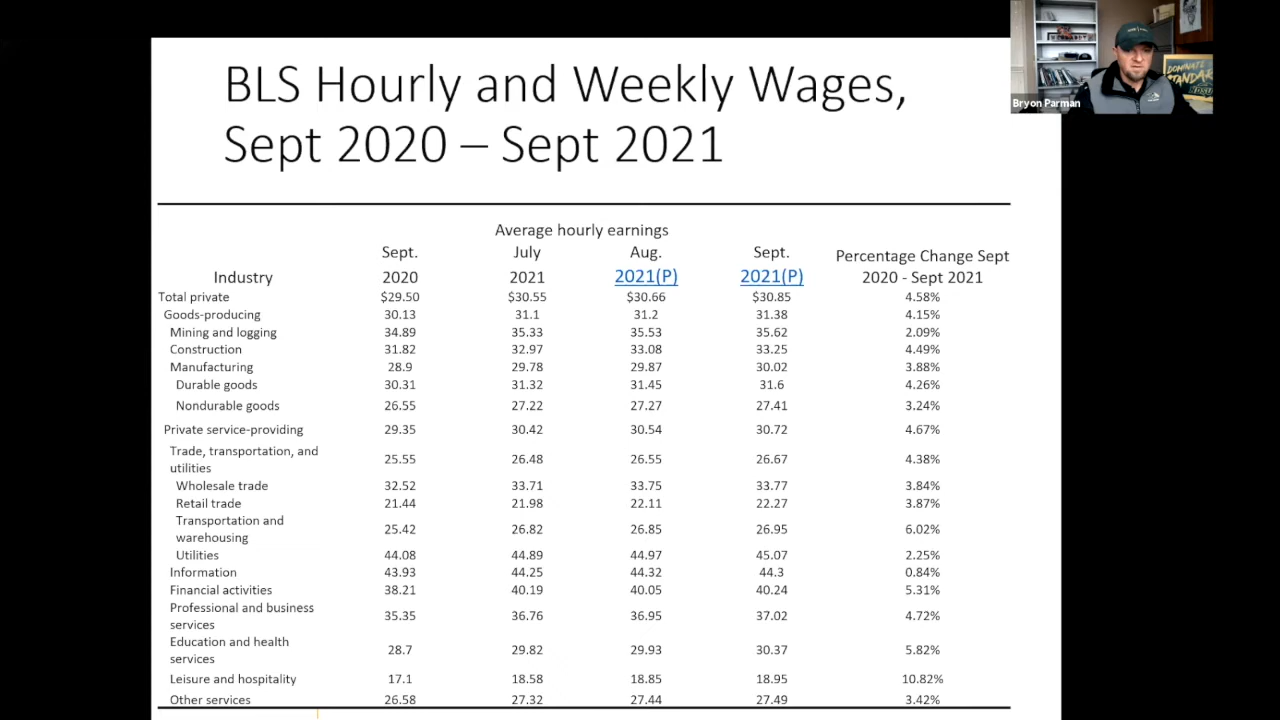 BLS Hourly and Weekly Wages,
Sept 2020 – Sept 2021
Bryon Parman
DOMINATE
STANDAR
NDSU
Average hourly earnings
Industry Sept. 2020 July 2021 Aug. 2021(P) Sept. 2021(P) Percentage Change Sept 2020 - Sept 2021
Total private $29.50 $30.55 $30.66 $30.85 4.58%
Goods-producing 30.13 31.1 31.2 31.38 4.15%
Mining and logging 34.89 35.33 35.53 35.62 2.09%
Construction 31.82 32.97 33.08 33.25 4.49%
Manufacturing 28.9 29.78 29.87 30.02 3.88%
Durable goods 30.31 31.32 31.45 31.6 4.26%
Nondurable goods 26.55 27.22 27.27 27.41 3.24%
Private service-providing 29.35 30.42 30.54 30.72 4.67%
Trade, transportation, and utilities 25.55 26.48 26.55 26.67 4.38%
Wholesale trade 32.52 33.71 33.75 33.77 3.84%
Retail trade 21.44 21.98 22.11 22.27 3.87%
Transportation and warehousing 25.42 26.82 26.85 26.95 6.02%
Utilities 44.08 44.89 44.97 45.07 2.25%
Information 43.93 44.25 44.32 44.3 0.84%
Financial activities 38.21 40.19 40.05 40.24 5.31%
Professional and business services 35.35 36.76 36.95 37.02 4.72%
Education and health services 28.7 29.82 29.93 30.37 5.82%
Leisure and hospitality 17.1 18.58 18.85 18.95 10.82%
Other services 26.58 27.32 27.44 27.49 3.42%